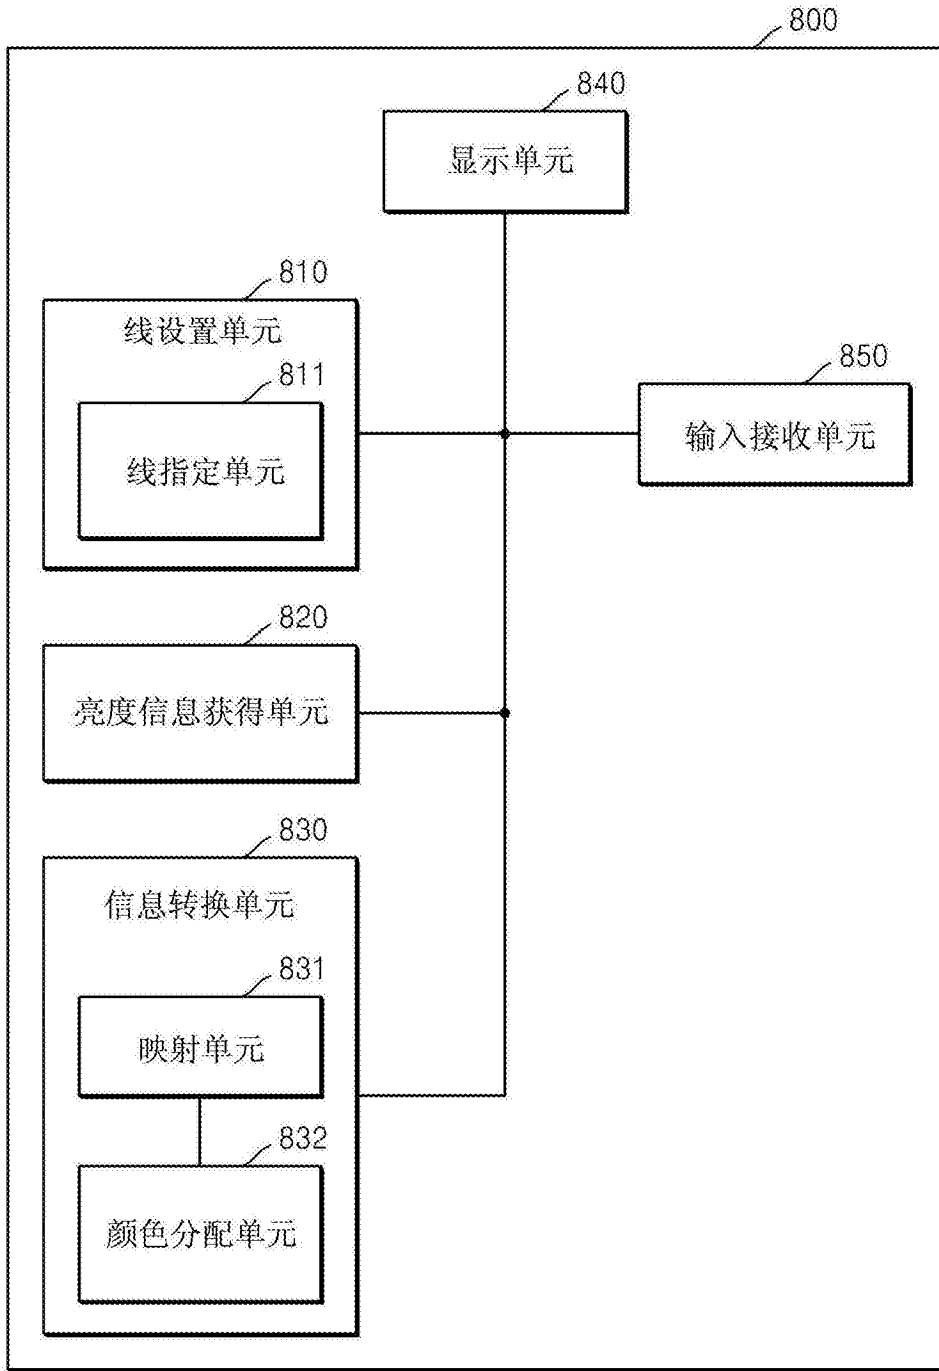 800
840
显示单元
810
线设置单元
811
线指定单元
850
输入接收单元
820
亮度信息获得单元
830
信息转换单元
831
映射单元
832
颜色分配单元